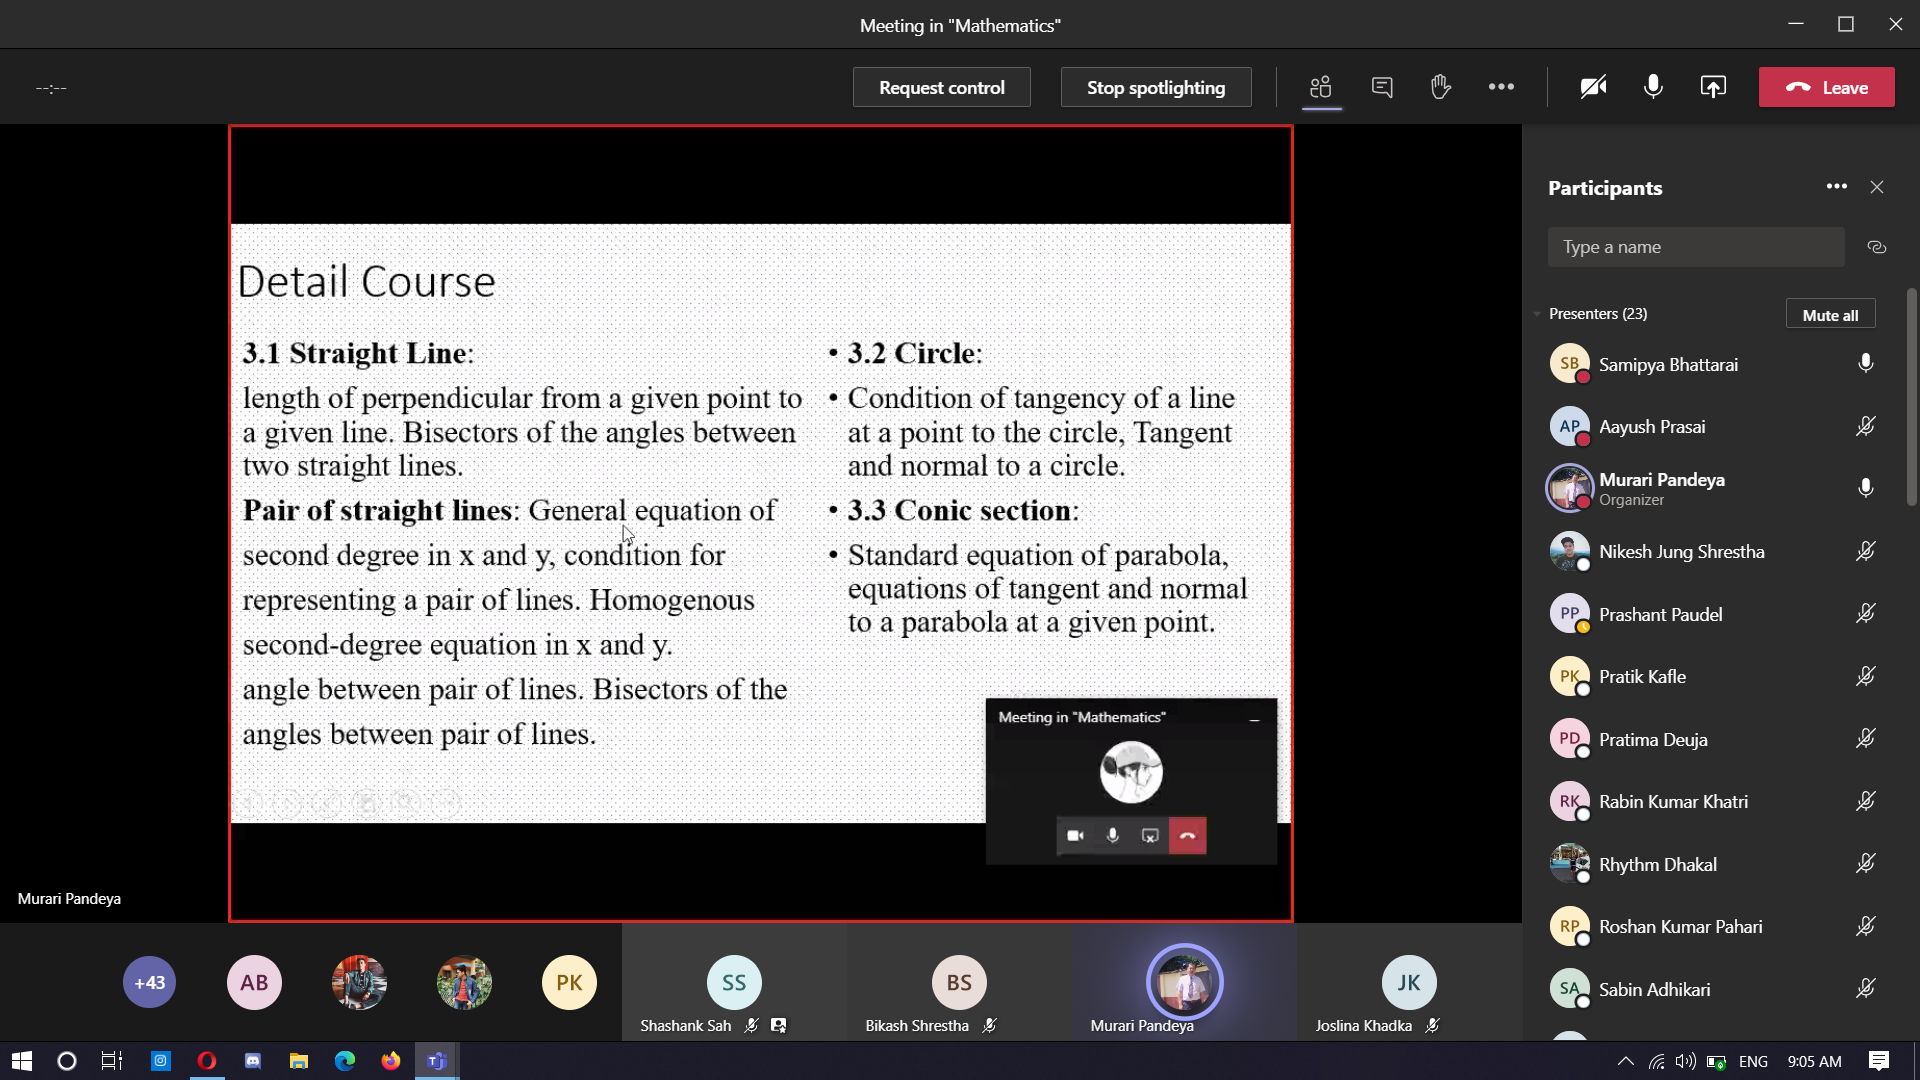 Meeting in "Mathematics"
--:--
Request control
Stop spotlighting
Leave
Detail Course
3.1 Straight Line:
length of perpendicular from a given point to
a given line. Bisectors of the angles between
two straight lines.
Pair of straight lines: General equation of
second degree in x and y, condition for
representing a pair of lines. Homogenous
second-degree equation in x and y.
angle between pair of lines. Bisectors of the
angles between pair of lines.
• 3.2 Circle:
• Condition of tangency of a line
at a point to the circle, Tangent
and normal to a circle.
• 3.3 Conic section:
• Standard equation of parabola,
equations of tangent and normal
to a parabola at a given point.
Meeting in "Mathematics"
Murari Pandeya
Participants
Type a name
Presenters (23)
Mute all
SB Samipya Bhattarai
AP Aayush Prasai
Murari Pandeya
Organizer
Nikesh Jung Shrestha
PP Prashant Paudel
PK Pratik Kafle
PD Pratima Deuja
RK Rabin Kumar Khatri
Rhythm Dhakal
RP Roshan Kumar Pahari
SA Sabin Adhikari
+43
AB
PK
SS
Shashank Sah
BS
Bikash Shrestha
Murari Pandeya
JK
Joslina Khadka
ENG
9:05 AM